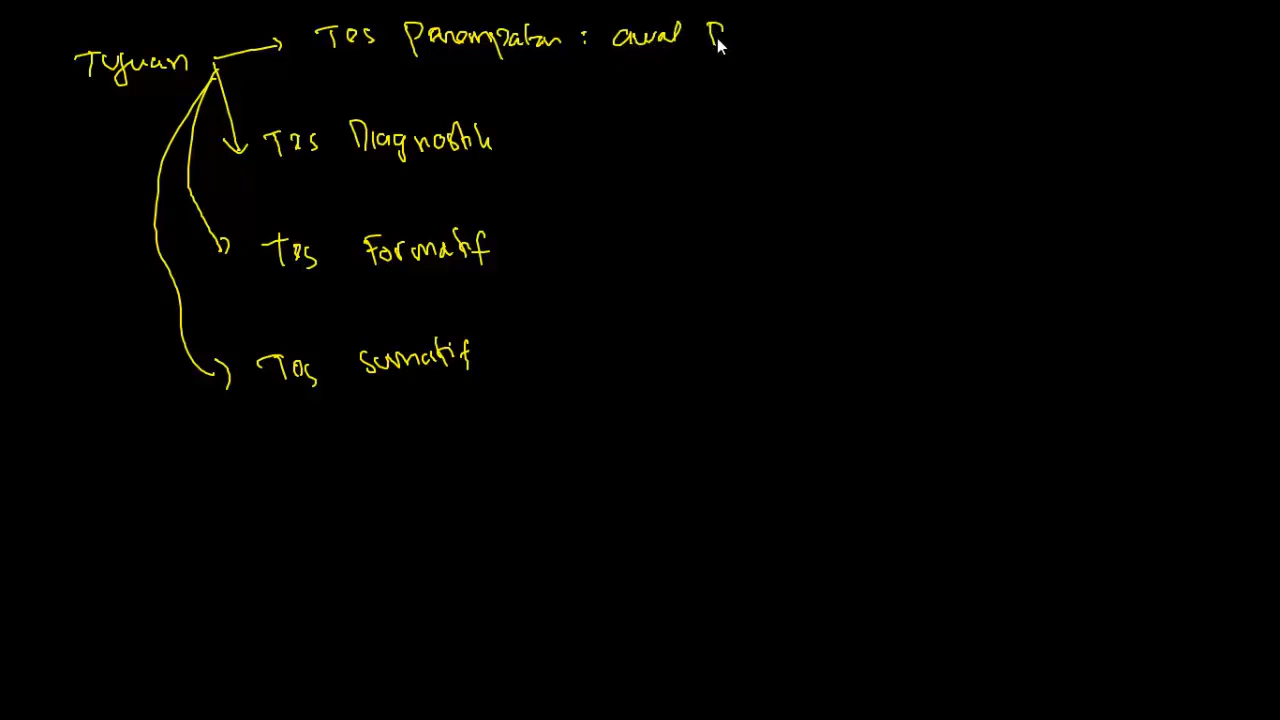 Tujuan → Tes Penempatan : awal P
Tes Diagnostik
Tes Formatif
Tes Sumatif